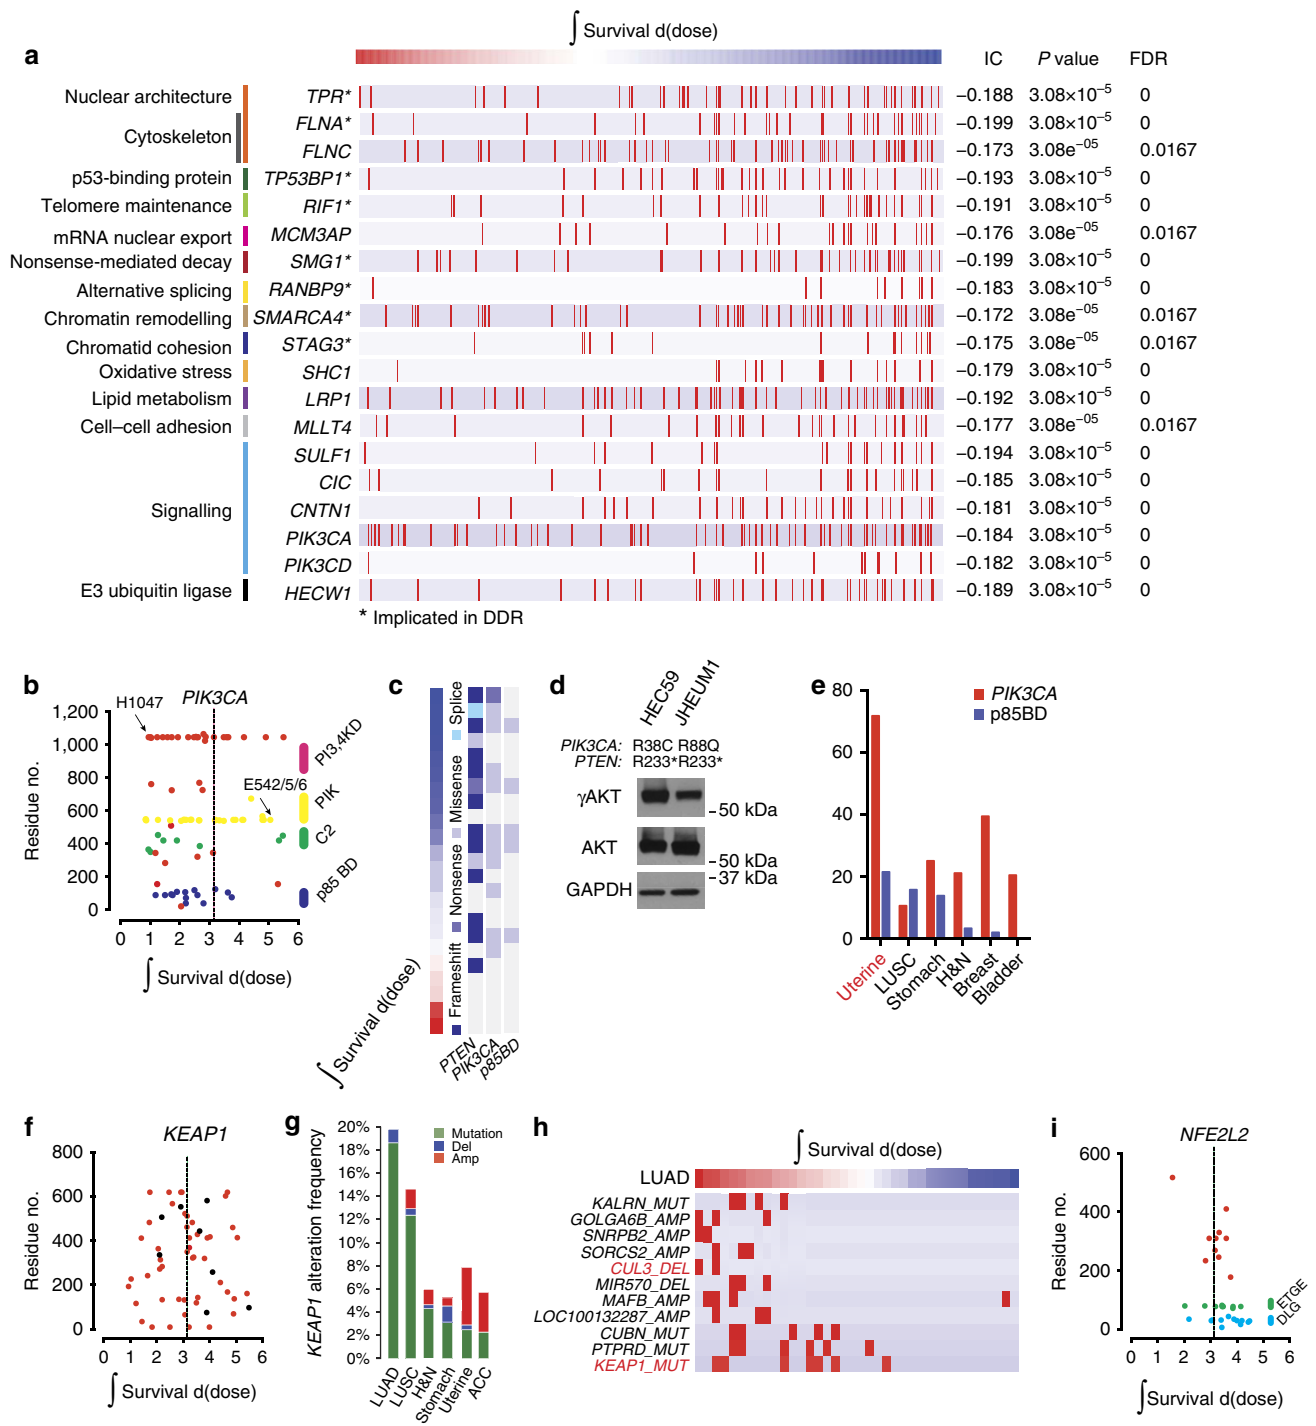 ∫ Survival d(dose)
a
IC P value FDR
Nuclear architecture TPR* −0.188 3.08×10⁻⁵ 0
Cytoskeleton
FLNA* −0.199 3.08×10⁻⁵ 0
FLNC −0.173 3.08e⁻⁰⁵ 0.0167
p53-binding protein TP53BP1* −0.193 3.08×10⁻⁵ 0
Telomere maintenance RIF1* −0.191 3.08×10⁻⁵ 0
mRNA nuclear export MCM3AP −0.176 3.08e⁻⁰⁵ 0.0167
Nonsense-mediated decay SMG1* −0.199 3.08×10⁻⁵ 0
Alternative splicing RANBP9* −0.183 3.08×10⁻⁵ 0
Chromatin remodelling SMARCA4* −0.172 3.08e⁻⁰⁵ 0.0167
Chromatid cohesion STAG3* −0.175 3.08e⁻⁰⁵ 0.0167
Oxidative stress SHC1 −0.179 3.08×10⁻⁵ 0
Lipid metabolism LRP1 −0.192 3.08×10⁻⁵ 0
Cell–cell adhesion MLLT4 −0.177 3.08e⁻⁰⁵ 0.0167
SULF1 −0.194 3.08×10⁻⁵ 0
CIC −0.185 3.08×10⁻⁵ 0
Signalling CNTN1 −0.181 3.08×10⁻⁵ 0
PIK3CA −0.184 3.08×10⁻⁵ 0
PIK3CD −0.182 3.08×10⁻⁵ 0
E3 ubiquitin ligase HECW1 −0.189 3.08×10⁻⁵ 0
* Implicated in DDR
b
PIK3CA
H1047
E542/5/6
Residue no.
1,200
1,000
800
600
400
200
0
PI3,4KD
PIK
C2
p85 BD
0 1 2 3 4 5 6
∫ Survival d(dose)
c
Splice
Missense
Nonsense
Frameshift
∫ Survival d(dose)
PTEN
PIK3CA
p85BD
d
HEC59
JHEUM1
PIK3CA: R38C R88Q
PTEN: R233*R233*
γAKT
50 kDa
AKT
50 kDa
37 kDa
GAPDH
e
80
60
40
20
0
PIK3CA
p85BD
Uterine
LUSC
Stomach
H&N
Breast
Bladder
f
KEAP1
Residue no.
800
600
400
200
0
0 1 2 3 4 5 6
∫ Survival d(dose)
g
KEAP1 alteration frequency
20%
18%
16%
14%
12%
10%
8%
6%
4%
2%
0%
Mutation
Del
Amp
LUAD
LUSC
H&N
Stomach
Uterine
ACC
h
∫ Survival d(dose)
LUAD
KALRN_MUT
GOLGA6B_AMP
SNRPB2_AMP
SORCS2_AMP
CUL3_DEL
MIR570_DEL
MAFB_AMP
LOC100132287_AMP
CUBN_MUT
PTPRD_MUT
KEAP1_MUT
i
NFE2L2
Residue no.
600
400
200
0
ETGE
DLG
0 1 2 3 4 5 6
∫ Survival d(dose)